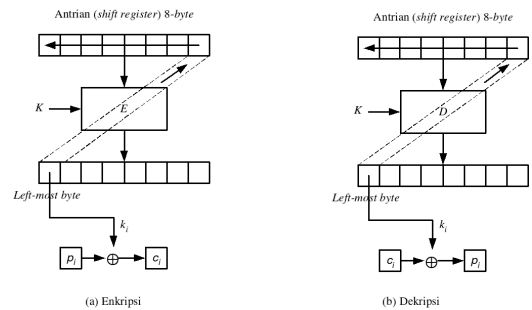 Antrian (shift register) 8-byte
K
E
Left-most byte
k_i
p_i
c_i
(a) Enkripsi
Antrian (shift register) 8-byte
K
D
Left-most byte
k_i
c_i
p_i
(b) Dekripsi